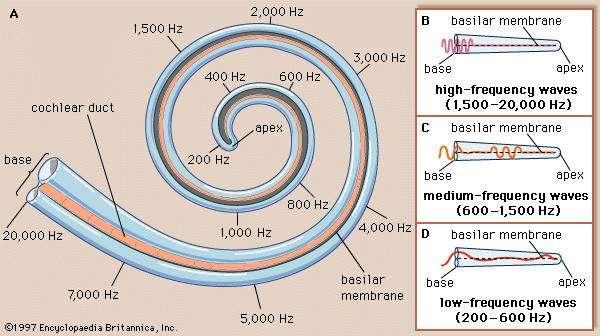 A
2,000 Hz
1,500 Hz
3,000 Hz
400 Hz
600 Hz
cochlear duct
apex
base
200 Hz
800 Hz
20,000 Hz
1,000 Hz
4,000 Hz
7,000 Hz
basilar
membrane
5,000 Hz
©1997 Encyclopaedia Britannica, Inc.
B
basilar membrane
base
apex
high-frequency waves
(1,500-20,000 Hz)
C
basilar membrane
base
apex
medium-frequency waves
(600-1,500 Hz)
D
basilar membrane
base
apex
low-frequency waves
(200-600 Hz)